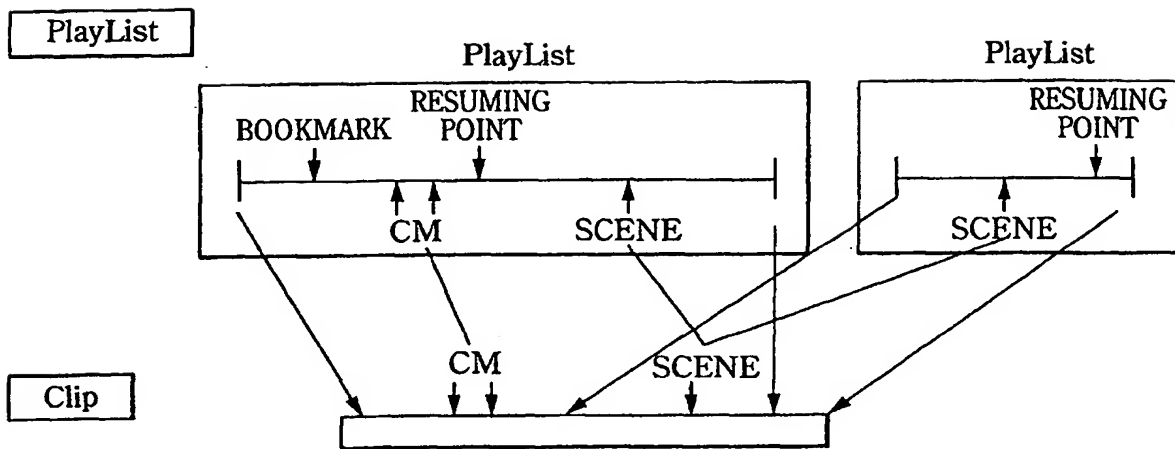 PlayList
PlayList
PlayList
BOOKMARK
RESUMING
POINT
RESUMING
POINT
CM
SCENE
SCENE
CM
SCENE
Clip